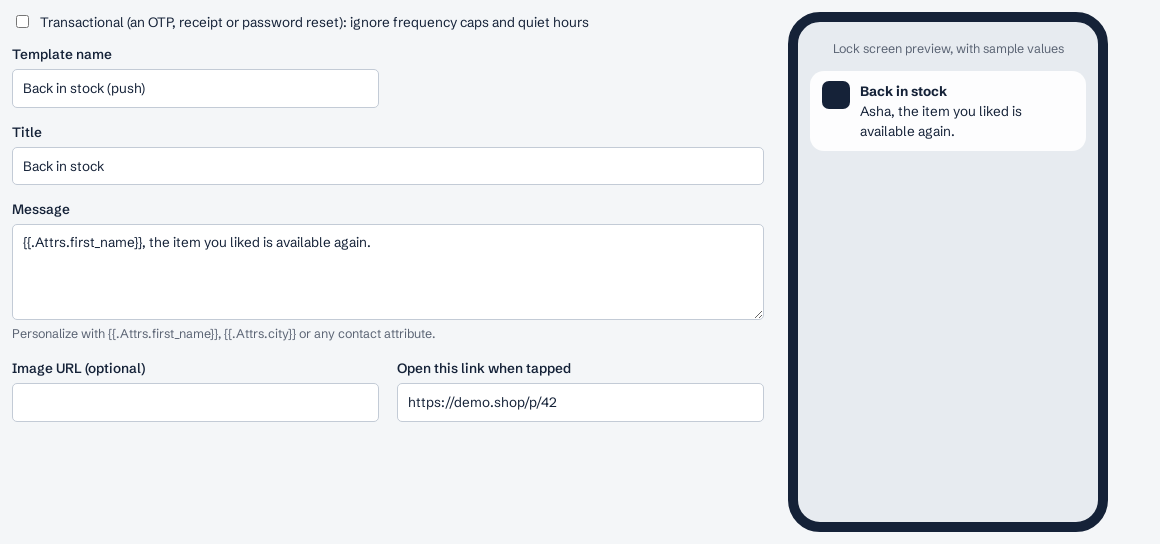 Transactional (an OTP, receipt or password reset): ignore frequency caps and quiet hours
Template name
Back in stock (push)
Title
Back in stock
Message
{{.Attrs.first_name}}, the item you liked is available again.
Personalize with {{.Attrs.first_name}}, {{.Attrs.city}} or any contact attribute.
Image URL (optional)
Open this link when tapped
https://demo.shop/p/42
Lock screen preview, with sample values
Back in stock
Asha, the item you liked is
available again.